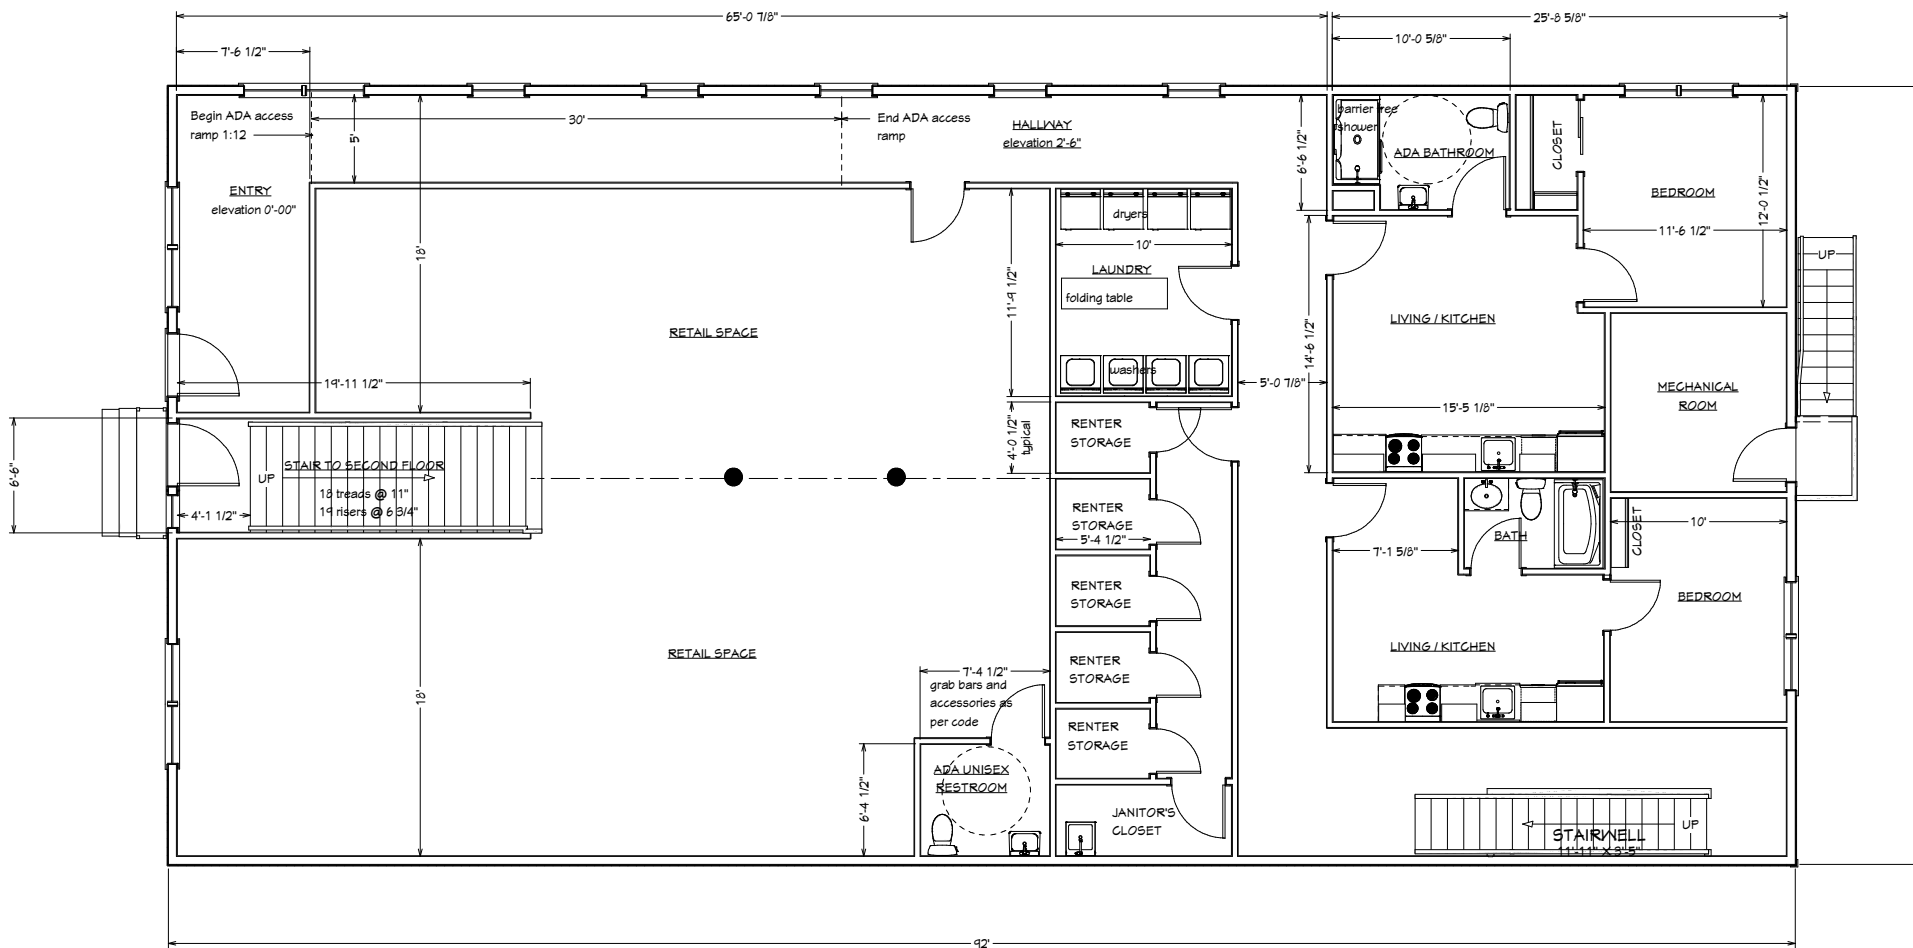 65'-0 7/8"
25'-8 5/8"
7'-6 1/2"
10'-0 5/8"
Begin ADA access
ramp 1:12
5'
30'
End ADA access
ramp
HALLWAY
elevation 2'-6"
6'-6 1/2"
barrier free
shower
ADA BATHROOM
CLOSET
BEDROOM
12'-0 1/2"
11'-6 1/2"
ENTRY
elevation 0'-00"
18'
dryers
10'
LAUNDRY
folding table
11'-9 1/2"
washers
UP
RETAIL SPACE
LIVING / KITCHEN
14'-6 1/2"
5'-0 7/8"
15'-5 1/8"
MECHANICAL
ROOM
19'-11 1/2"
6'-6"
STAIR TO SECOND FLOOR
UP
18 treads @ 11"
19 risers @ 6 3/4"
4'-1 1/2"
4'-0 1/2"
typical
RENTER
STORAGE
RENTER
STORAGE
5'-4 1/2"
RENTER
STORAGE
RENTER
STORAGE
RENTER
STORAGE
7'-1 5/8"
BATH
CLOSET
10'
BEDROOM
LIVING / KITCHEN
RETAIL SPACE
18'
7'-4 1/2"
grab bars and
accessories as
per code
6'-4 1/2"
ADA UNISEX
RESTROOM
JANITOR'S
CLOSET
UP
STAIRWELL
11'-11" X 3'-5"
92'